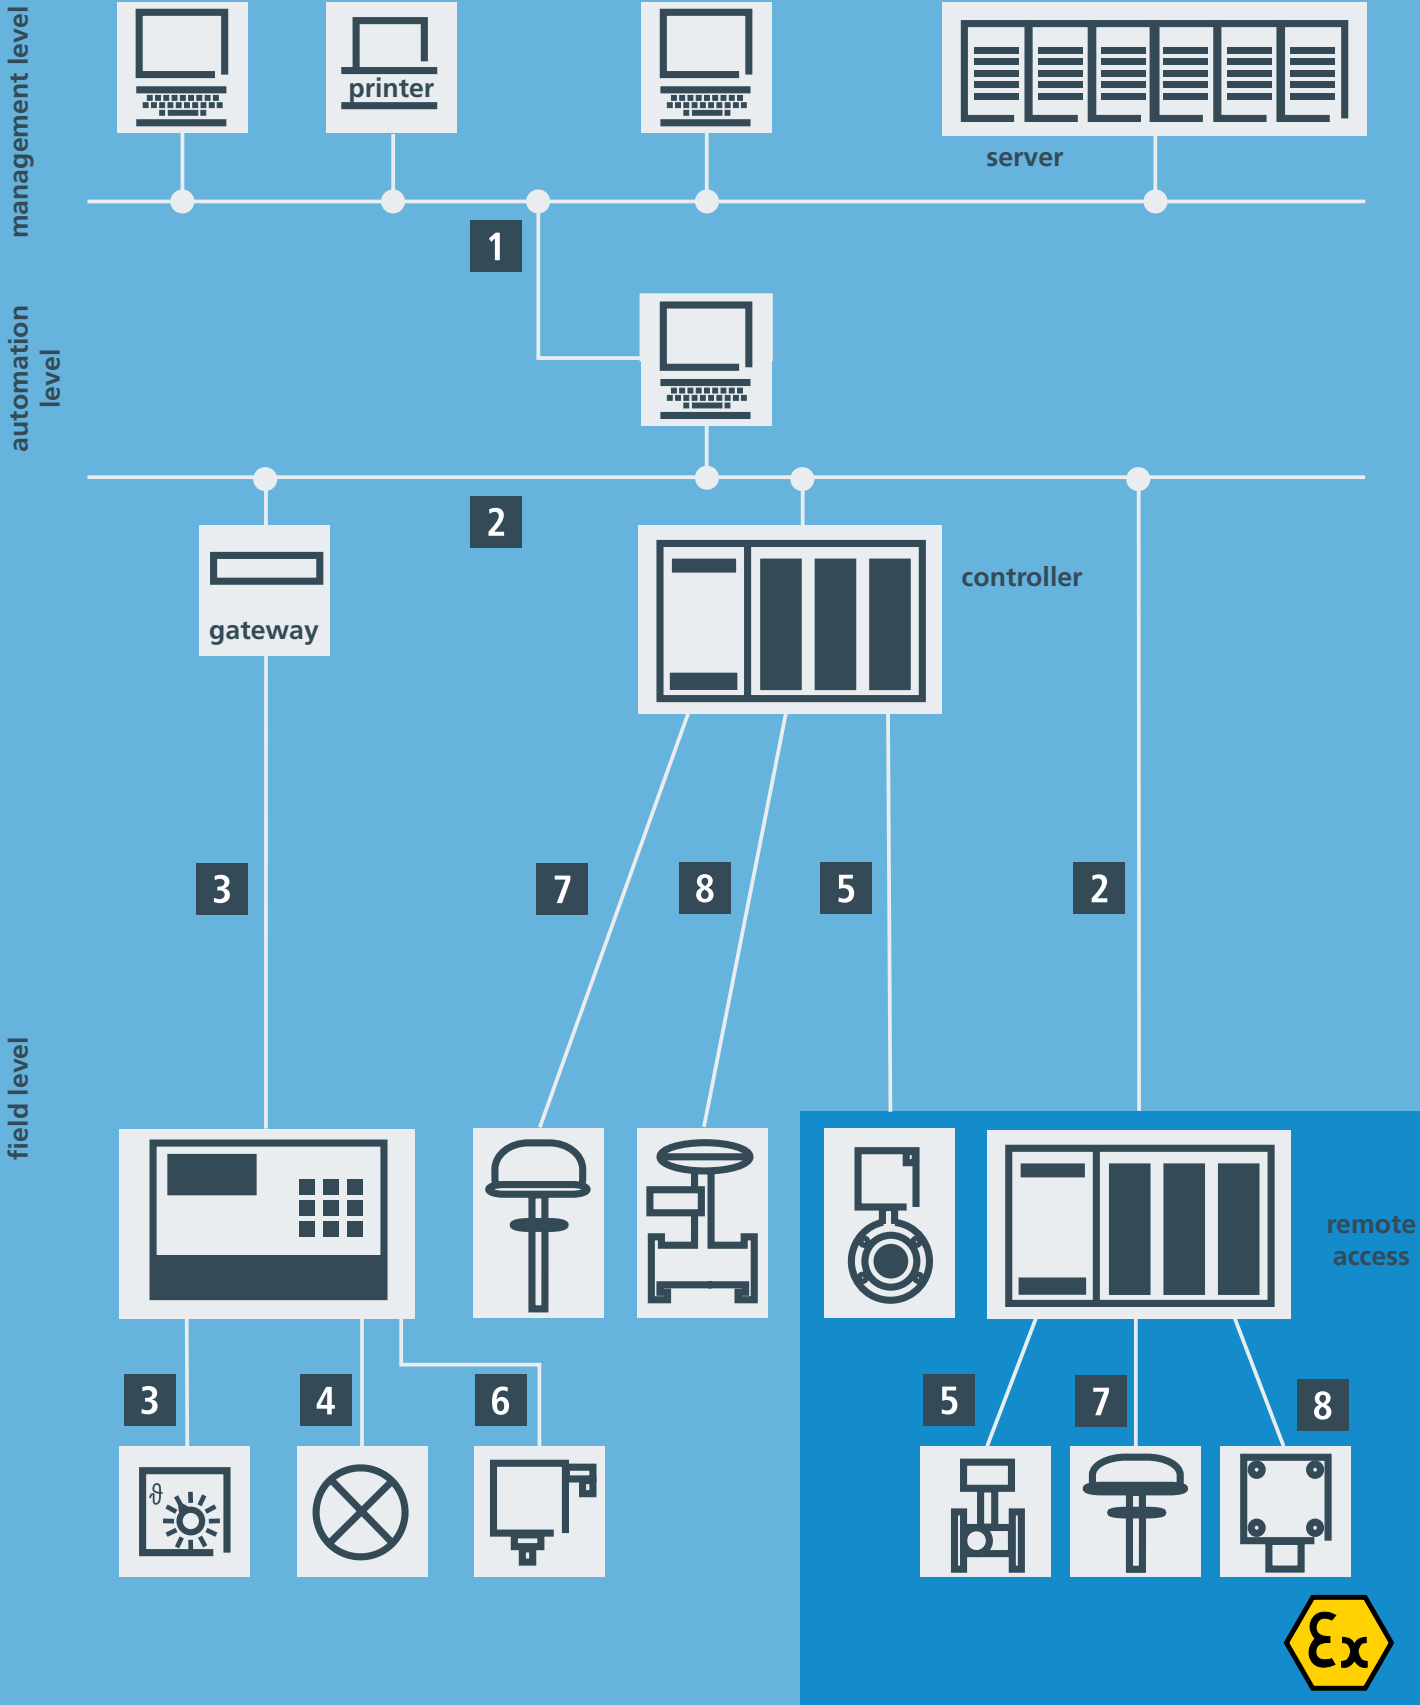 management level
printer
server
1
automation
level
2
gateway
controller
3
7
8
5
2
field level
remote
access
ϑ
3
4
6
5
7
8
Ex